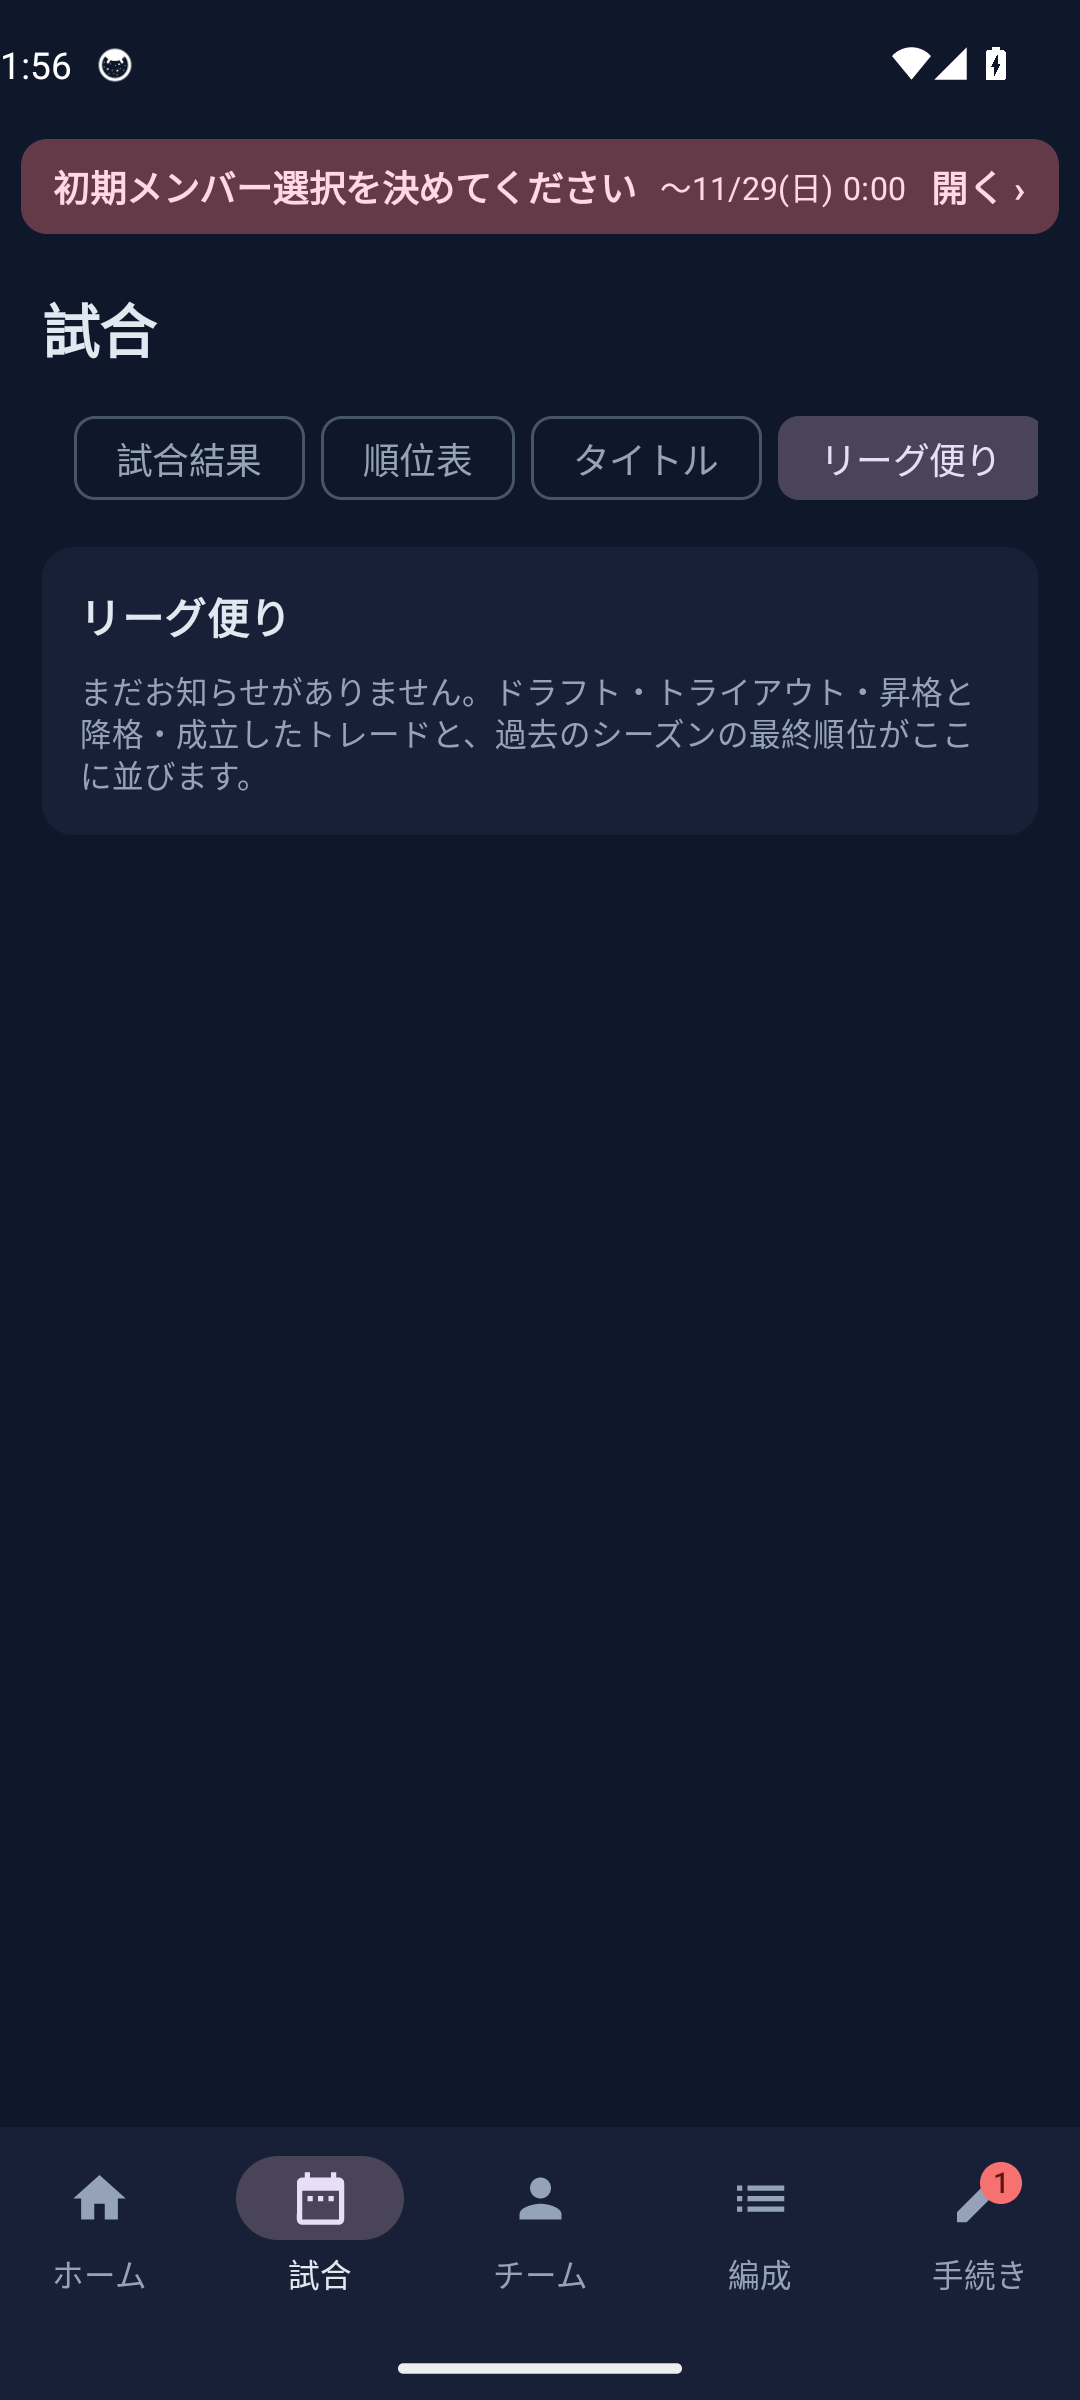 1:56
初期メンバー選択を決めてください ～11/29(日) 0:00 開く ›
試合
試合結果 順位表 タイトル リーグ便り
リーグ便り
まだお知らせがありません。ドラフト・トライアウト・昇格と
降格・成立したトレードと、過去のシーズンの最終順位がここ
に並びます。
1
ホーム 試合 チーム 編成 手続き